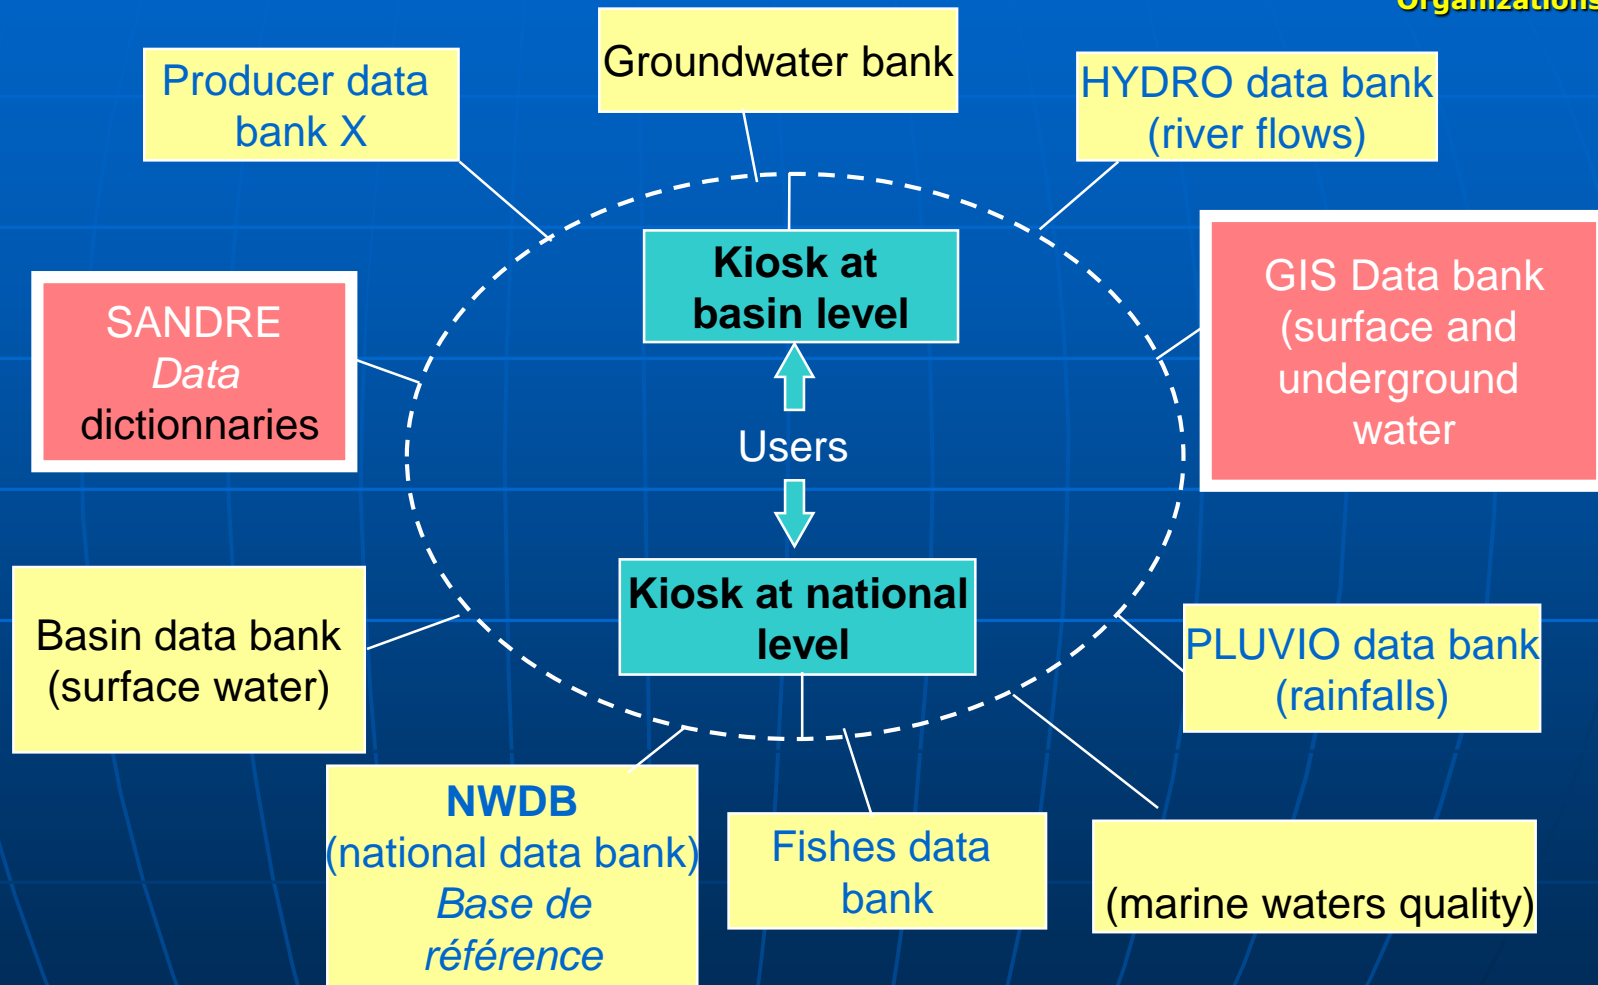 Organizations
Groundwater bank
Producer data
bank X
HYDRO data bank
(river flows)
Kiosk at
basin level
GIS Data bank
(surface and
underground
water
SANDRE
Data
dictionnaries
Users
Kiosk at national
level
Basin data bank
(surface water)
PLUVIO data bank
(rainfalls)
NWDB
(national data bank)
Base de
référence
Fishes data
bank
(marine waters quality)